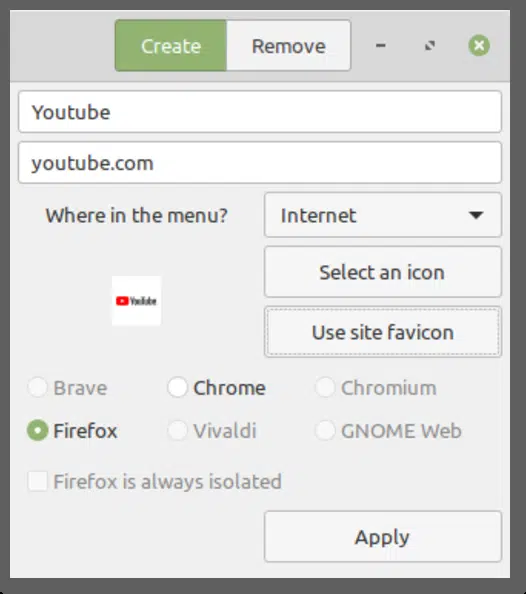 Create Remove
Youtube
youtube.com
Where in the menu? Internet
Select an icon
YouTube
Use site favicon
Brave Chrome Chromium
Firefox Vivaldi GNOME Web
Firefox is always isolated
Apply